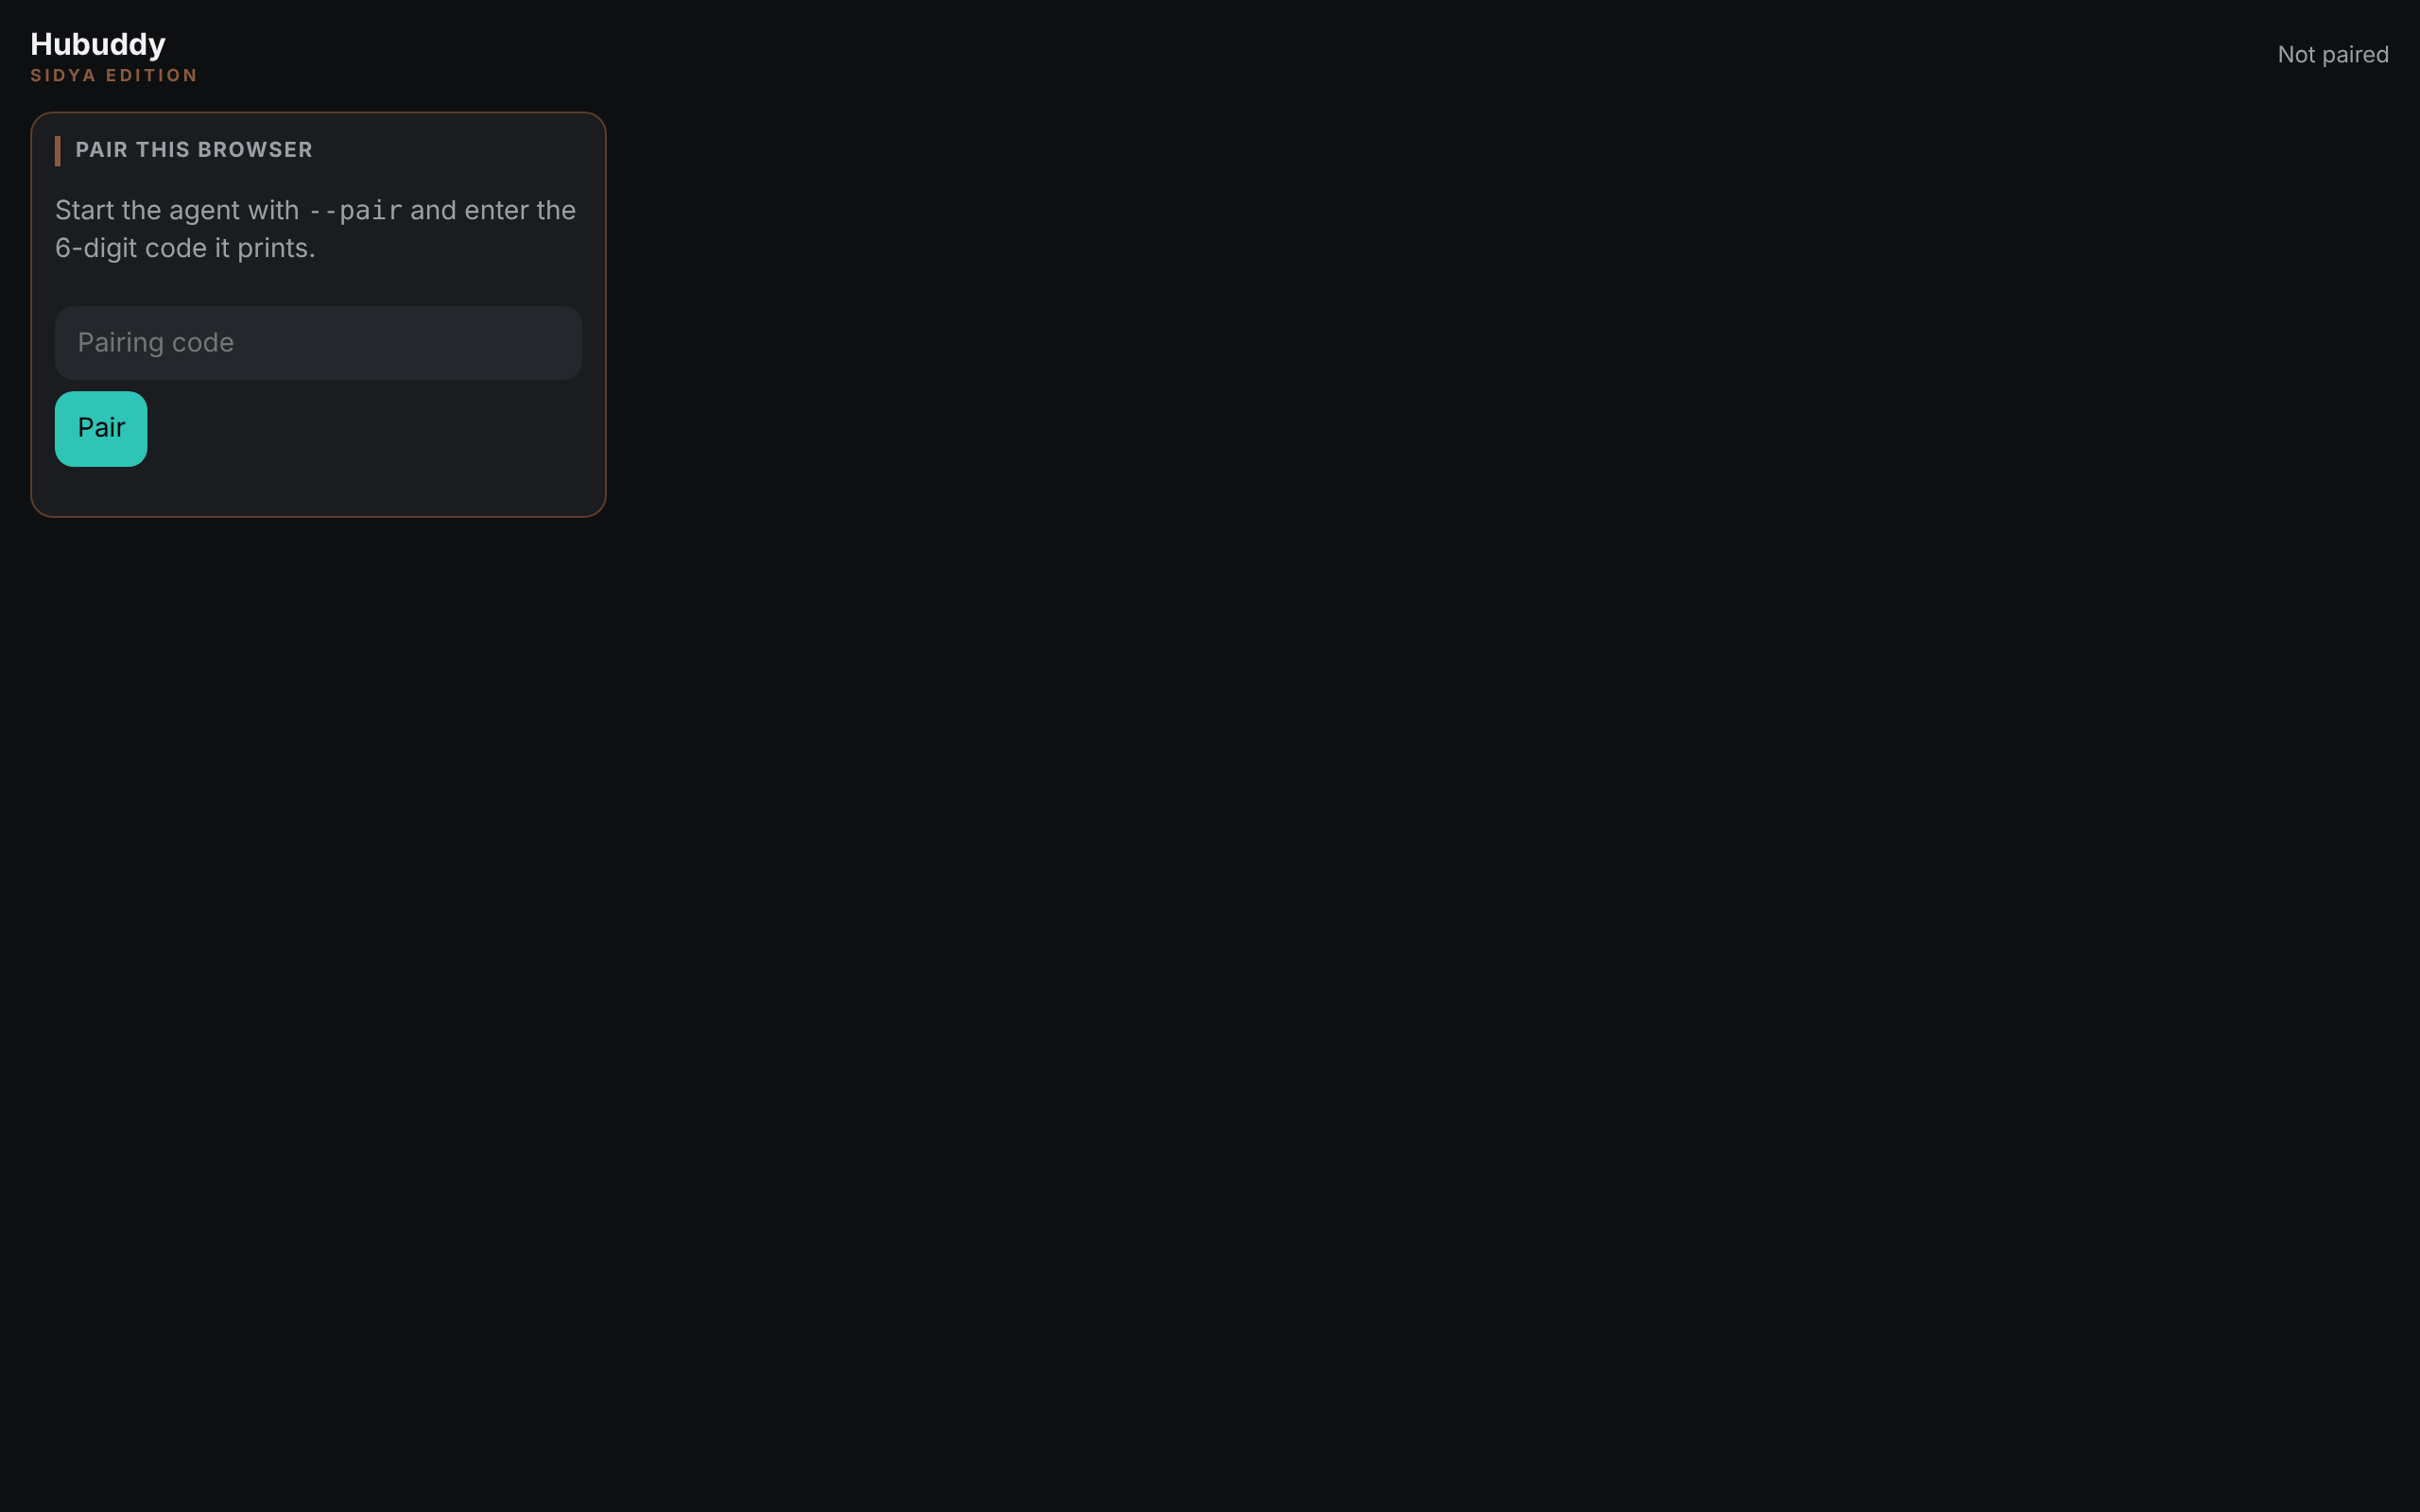 Hubuddy
SIDYA EDITION
Not paired
PAIR THIS BROWSER
Start the agent with --pair and enter the
6-digit code it prints.
Pairing code
Pair